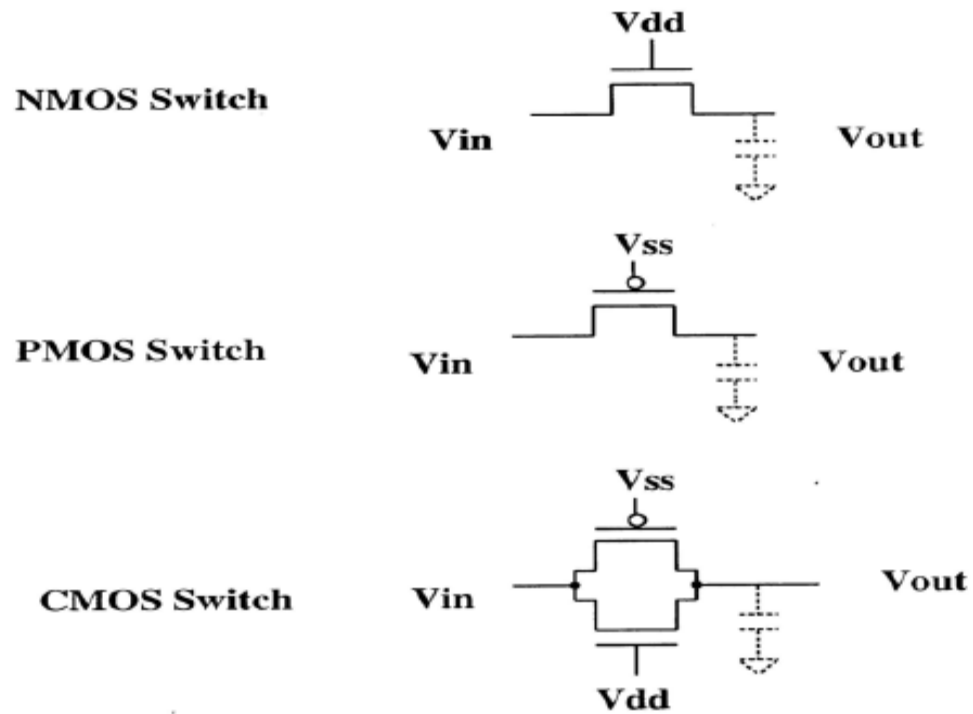 Vdd
NMOS Switch
Vin
Vout
Vss
PMOS Switch
Vin
Vout
Vss
CMOS Switch
Vin
Vout
Vdd